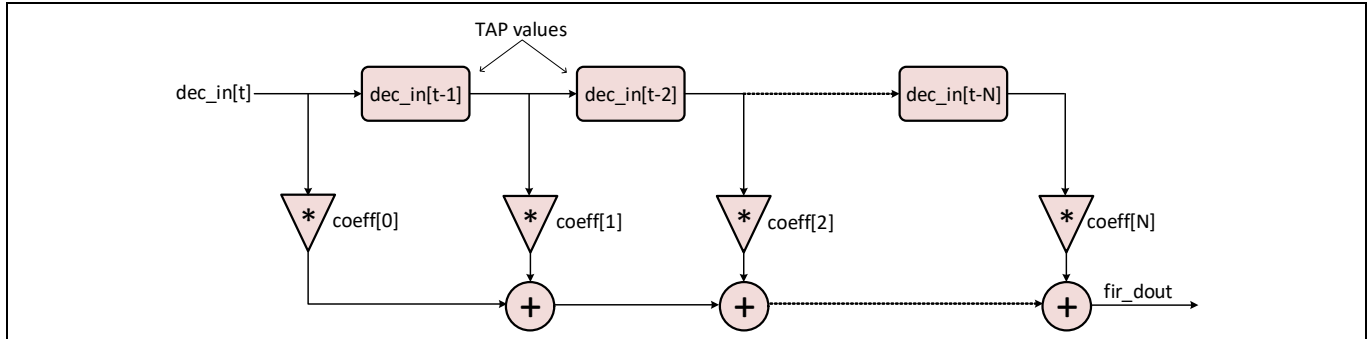 TAP values
dec_in[t]
dec_in[t-1]
dec_in[t-2]
dec_in[t-N]
*
coeff[0]
*
coeff[1]
*
coeff[2]
*
coeff[N]
+
+
+
fir_dout